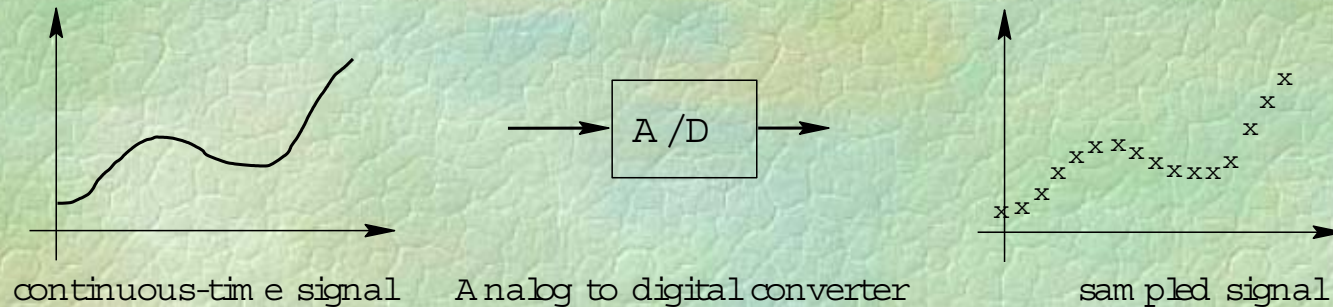 A/D
x x x x x x x x x x x x x x x x
continuous-time signal
Analog to digital converter
sampled signal